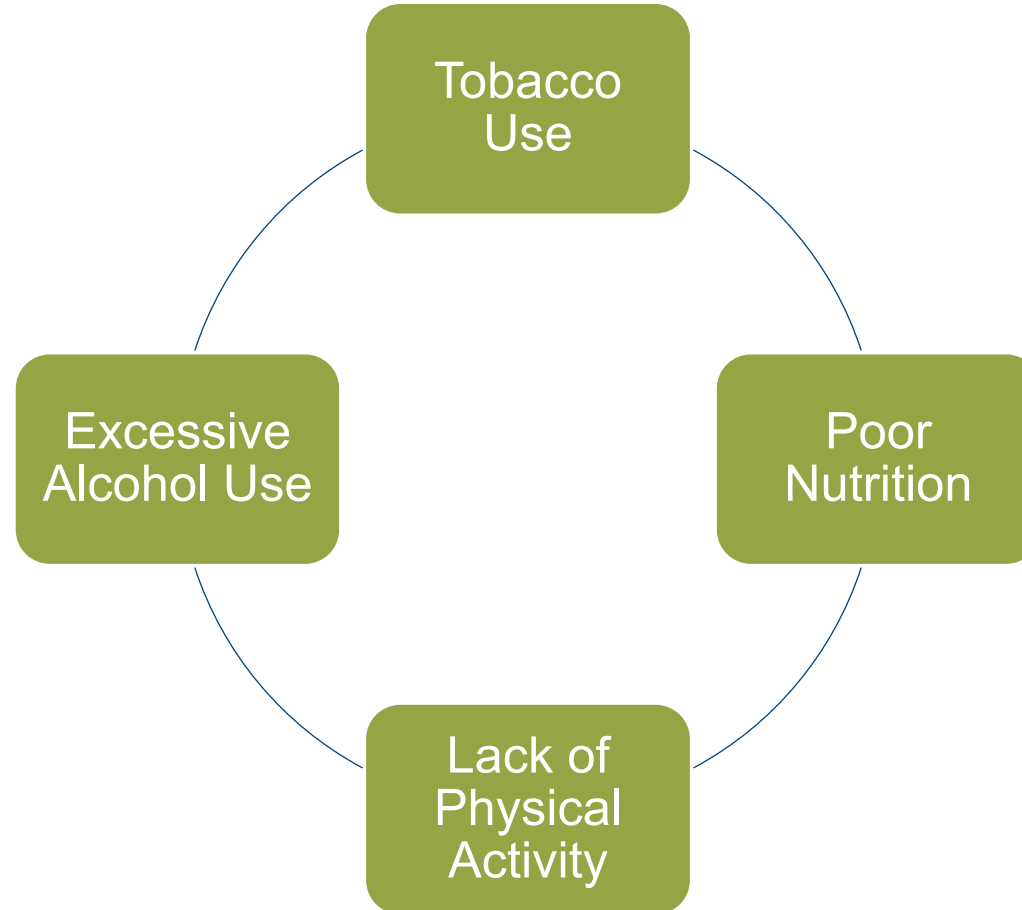 Tobacco
Use
Excessive
Alcohol Use
Poor
Nutrition
Lack of
Physical
Activity